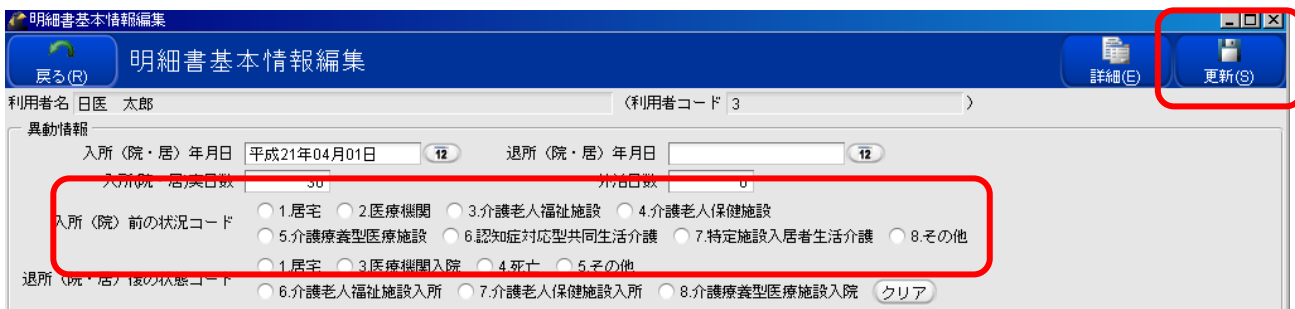 明細書基本情報編集
戻る(R) 明細書基本情報編集 詳細(E) 更新(S)
利用者名 日医 太郎 (利用者コード 3 )
異動情報
入所(院・居)年月日 平成21年04月01日 12 退所(院・居)年月日 12
入所(院・居)実日数 30 外泊日数 0
入所(院)前の状況コード 1.居宅 2.医療機関 3.介護老人福祉施設 4.介護老人保健施設
5.介護療養型医療施設 6.認知症対応型共同生活介護 7.特定施設入居者生活介護 8.その他
退所(院・居)後の状態コード 1.居宅 3.医療機関入院 4.死亡 5.その他
6.介護老人福祉施設入所 7.介護老人保健施設入所 8.介護療養型医療施設入院 クリア